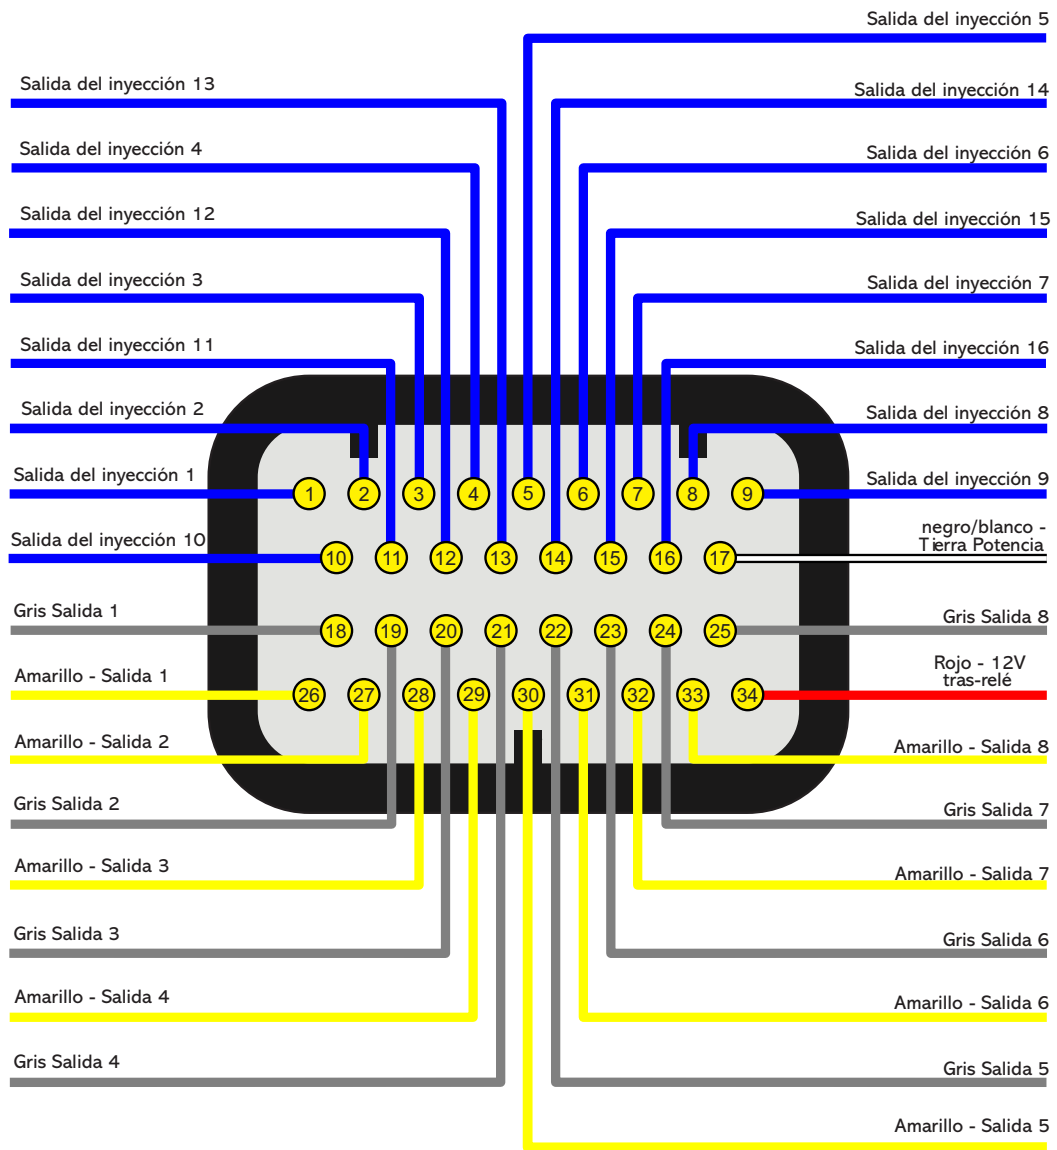 Salida del inyección 5
Salida del inyección 13
Salida del inyección 14
Salida del inyección 4
Salida del inyección 6
Salida del inyección 12
Salida del inyección 15
Salida del inyección 3
Salida del inyección 7
Salida del inyección 11
Salida del inyección 16
Salida del inyección 2
Salida del inyección 8
Salida del inyección 1
1 2 3 4 5 6 7 8 9
Salida del inyección 9
Salida del inyección 10
10 11 12 13 14 15 16 17
negro/blanco -
Tierra Potencia
Gris Salida 1
18 19 20 21 22 23 24 25
Gris Salida 8
Amarillo - Salida 1
26 27 28 29 30 31 32 33 34
Rojo - 12V
tras-relé
Amarillo - Salida 2
Amarillo - Salida 8
Gris Salida 2
Gris Salida 7
Amarillo - Salida 3
Amarillo - Salida 7
Gris Salida 3
Gris Salida 6
Amarillo - Salida 4
Amarillo - Salida 6
Gris Salida 4
Gris Salida 5
Amarillo - Salida 5